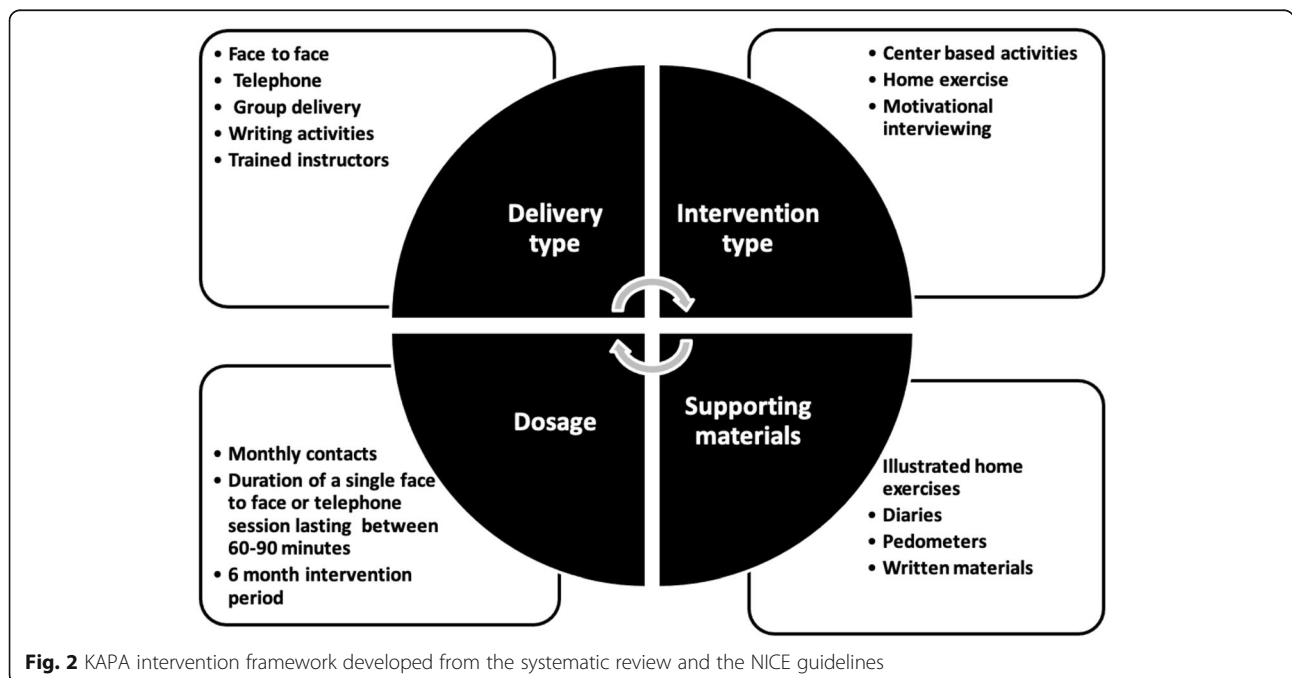 • Face to face
• Telephone
• Group delivery
• Writing activities
• Trained instructors
• Center based activities
• Home exercise
• Motivational
interviewing
Delivery
type
Intervention
type
Dosage
Supporting
materials
• Monthly contacts
• Duration of a single face
to face or telephone
session lasting between
60-90 minutes
• 6 month intervention
period
Illustrated home
exercises
• Diaries
• Pedometers
• Written materials
Fig. 2 KAPA intervention framework developed from the systematic review and the NICE guidelines